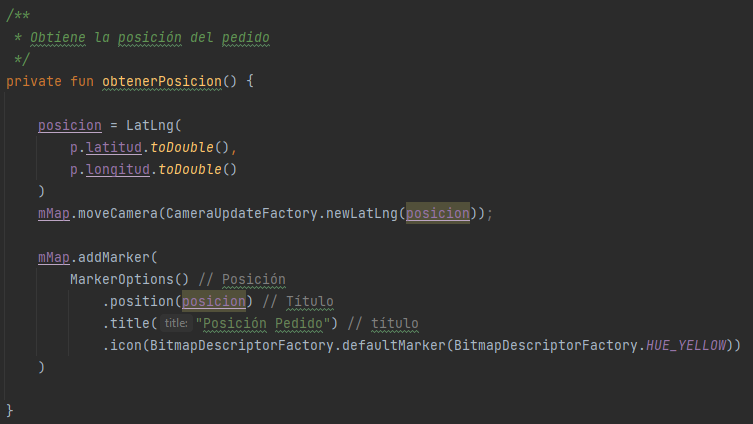 /**
 * Obtiene la posición del pedido
 */
private fun obtenerPosicion() {
posicion = LatLng(
p.latitud.toDouble(),
p.longitud.toDouble()
)
mMap.moveCamera(CameraUpdateFactory.newLatLng(posicion));
mMap.addMarker(
MarkerOptions() // Posición
.position(posicion) // Título
.title( title: "Posición Pedido") // título
.icon(BitmapDescriptorFactory.defaultMarker(BitmapDescriptorFactory.HUE_YELLOW))
)
}